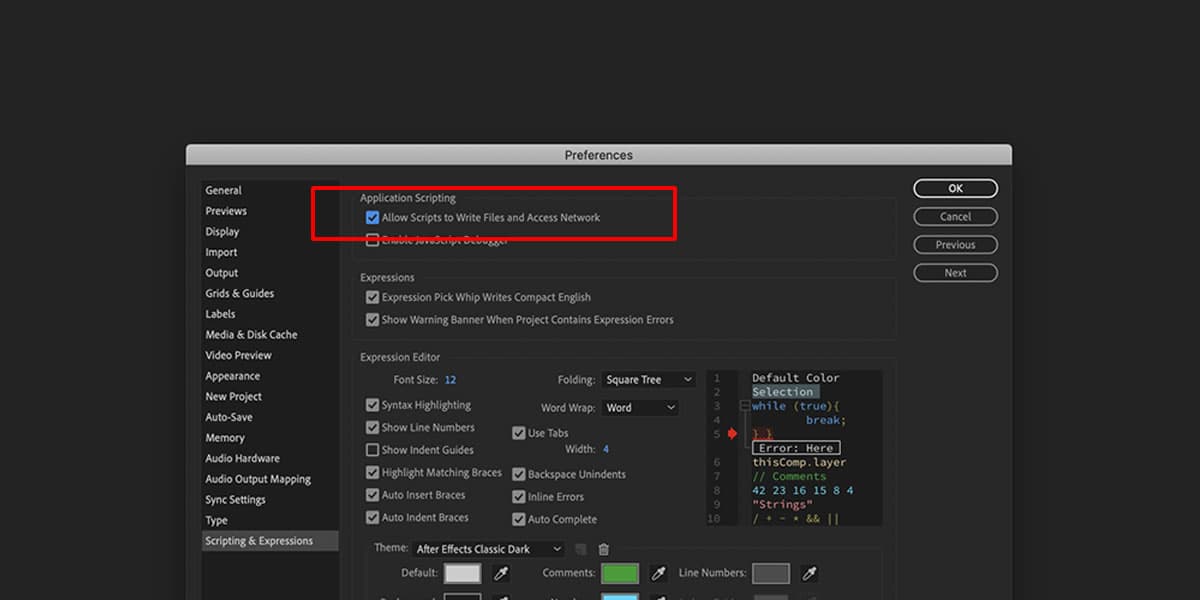 Preferences
General
Previews
Display
Import
Output
Grids & Guides
Labels
Media & Disk Cache
Video Preview
Appearance
New Project
Auto-Save
Memory
Audio Hardware
Audio Output Mapping
Sync Settings
Type
Scripting & Expressions
Application Scripting
Allow Scripts to Write Files and Access Network
Enable JavaScript Debugger
Expressions
Expression Pick Whip Writes Compact English
Show Warning Banner When Project Contains Expression Errors
Expression Editor
Font Size: 12
Folding: Square Tree
Syntax Highlighting
Word Wrap: Word
Show Line Numbers
Use Tabs
Show Indent Guides
Width: 4
Highlight Matching Braces
Backspace Unindents
Auto Insert Braces
Inline Errors
Auto Indent Braces
Auto Complete
1 Default Color
2 Selection
3 while (true){
4 break;
5 } }
Error: Here
6 thisComp.layer
7 // Comments
8 42 23 16 15 8 4
9 "Strings"
10 / + - * && ||
Theme: After Effects Classic Dark
Default:
Comments:
Line Numbers:
OK
Cancel
Previous
Next